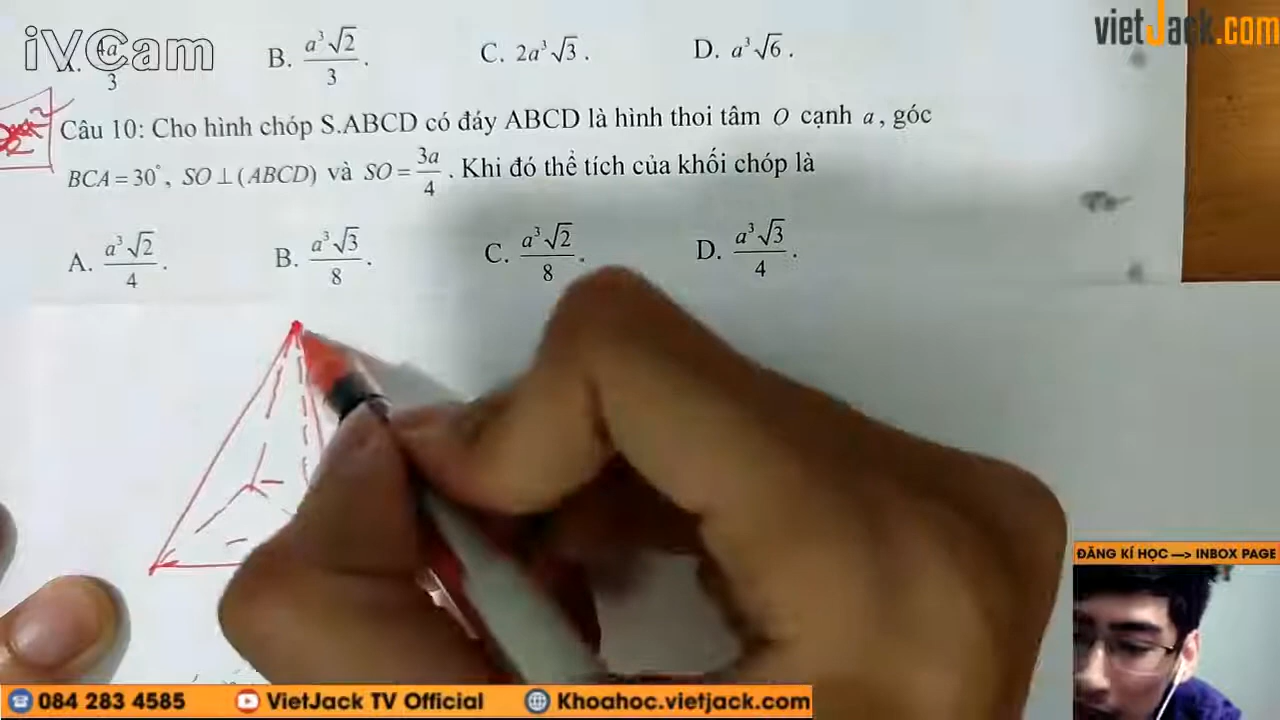 iVCam
vietJack.com
A. 4a/3
B. a³√2/3.
C. 2a³√3.
D. a³√6.
Câu 10: Cho hình chóp S.ABCD có đáy ABCD là hình thoi tâm O cạnh a, góc
BCA = 30°, SO ⊥ (ABCD) và SO = 3a/4. Khi đó thể tích của khối chóp là
A. a³√2/4.
B. a³√3/8.
C. a³√2/8.
D. a³√3/4.
ĐĂNG KÍ HỌC —> INBOX PAGE
084 283 4585
VietJack TV Official
Khoahoc.vietjack.com